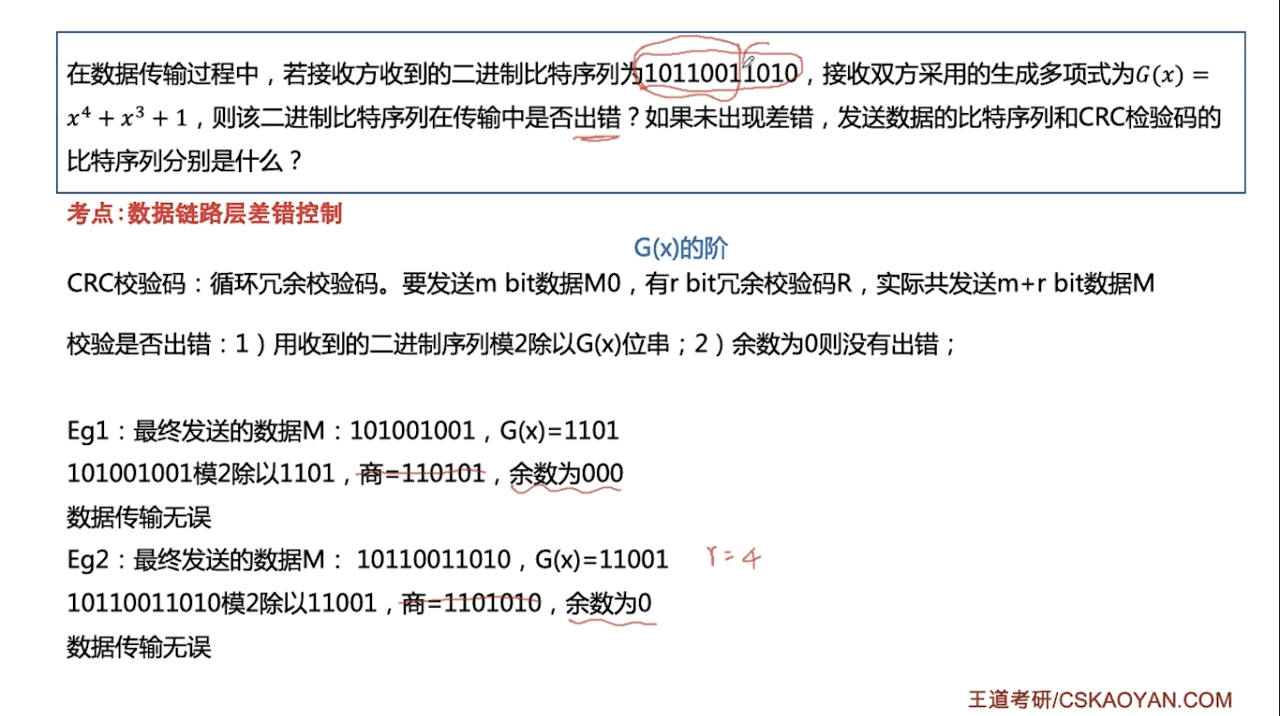 在数据传输过程中，若接收方收到的二进制比特序列为10110011010，接收双方采用的生成多项式为G(x) =
x⁴ + x³ + 1，则该二进制比特序列在传输中是否出错？如果未出现差错，发送数据的比特序列和CRC检验码的
比特序列分别是什么？
考点:数据链路层差错控制
G(x)的阶
CRC校验码：循环冗余校验码。要发送m bit数据M0，有r bit冗余校验码R，实际共发送m+r bit数据M
校验是否出错：1）用收到的二进制序列模2除以G(x)位串；2）余数为0则没有出错；
Eg1：最终发送的数据M：101001001，G(x)=1101
101001001模2除以1101，商=110101，余数为000
数据传输无误
Eg2：最终发送的数据M： 10110011010，G(x)=11001 r=4
10110011010模2除以11001，商=1101010，余数为0
数据传输无误
王道考研/CSKAOYAN.COM